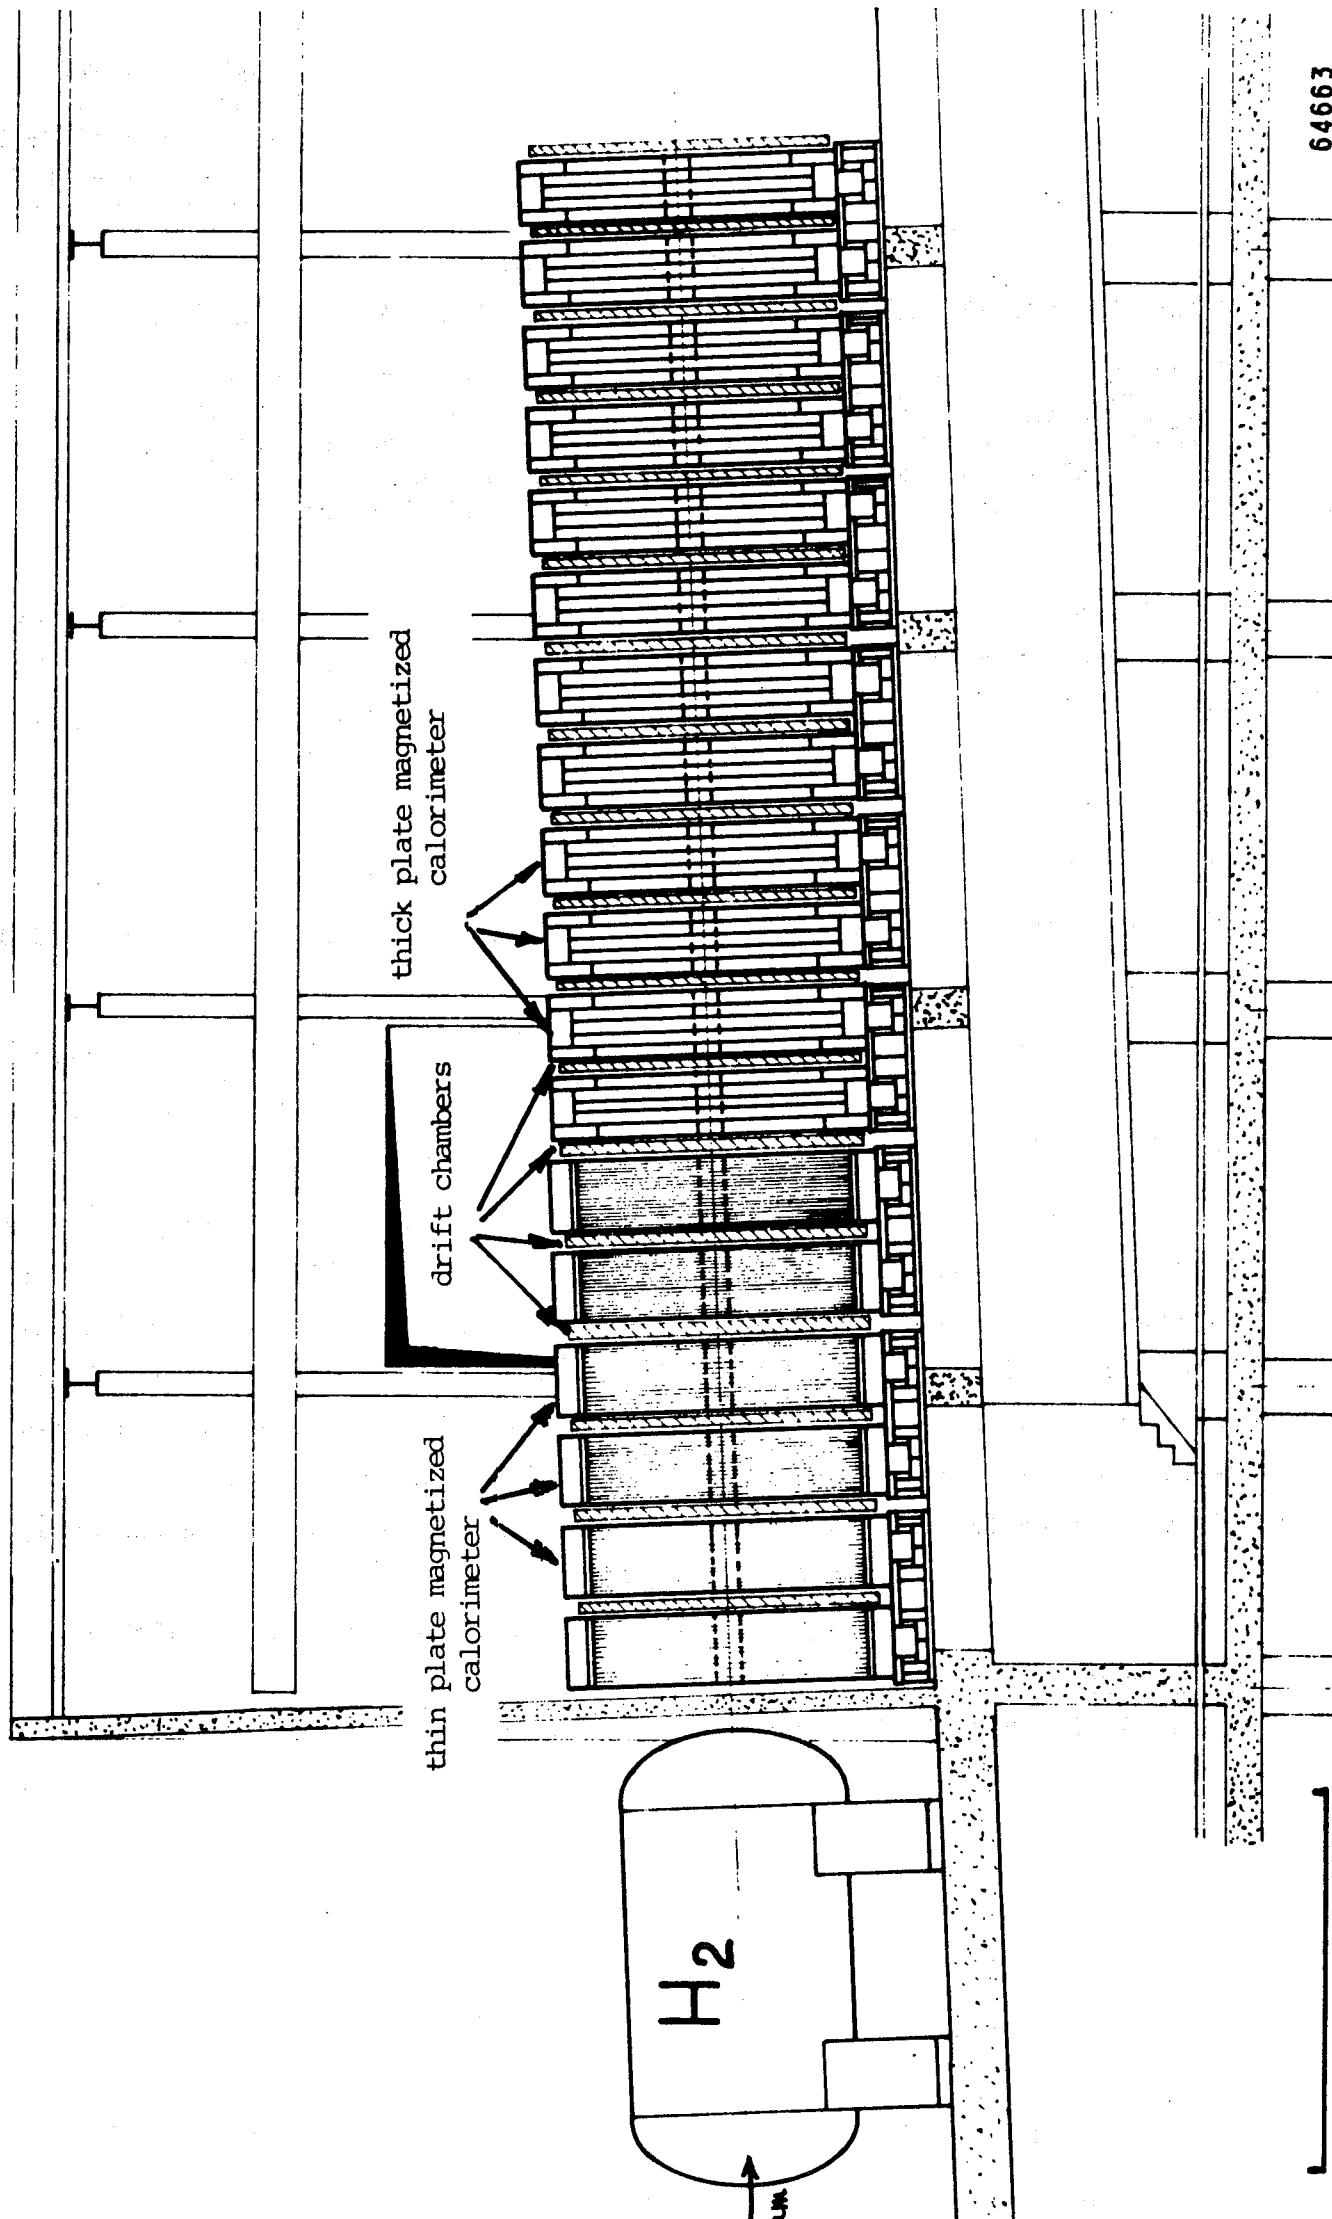 thin plate magnetized
calorimeter
drift chambers
thick plate magnetized
calorimeter
H2
64663